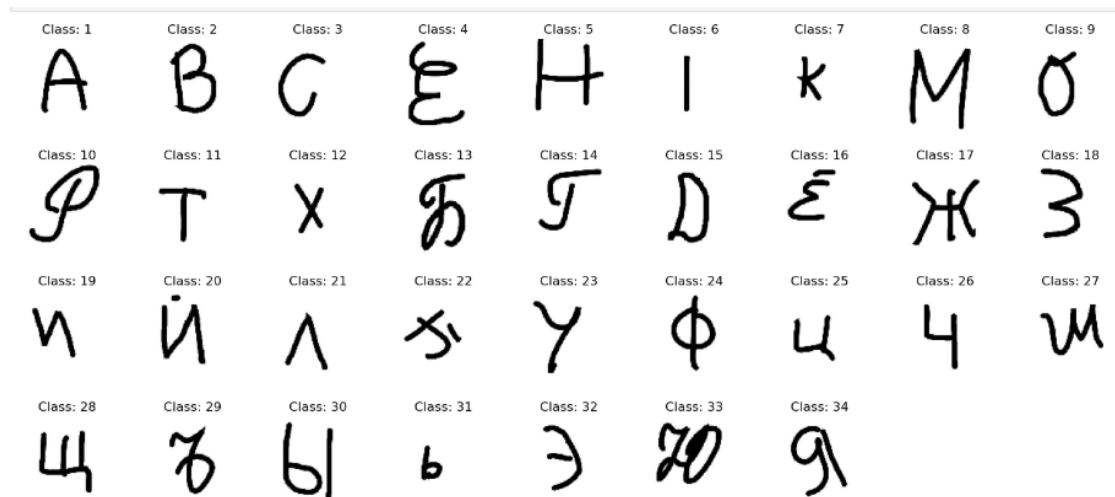 Class: 1 Class: 2 Class: 3 Class: 4 Class: 5 Class: 6 Class: 7 Class: 8 Class: 9
А В С Е Н І К М О
Class: 10 Class: 11 Class: 12 Class: 13 Class: 14 Class: 15 Class: 16 Class: 17 Class: 18
Р Т Х Б Г Д Ё Ж З
Class: 19 Class: 20 Class: 21 Class: 22 Class: 23 Class: 24 Class: 25 Class: 26 Class: 27
И Й Л У Ф Ц Ч Ш
Class: 28 Class: 29 Class: 30 Class: 31 Class: 32 Class: 33 Class: 34
Щ Ъ Ы Ь Э Ю Я